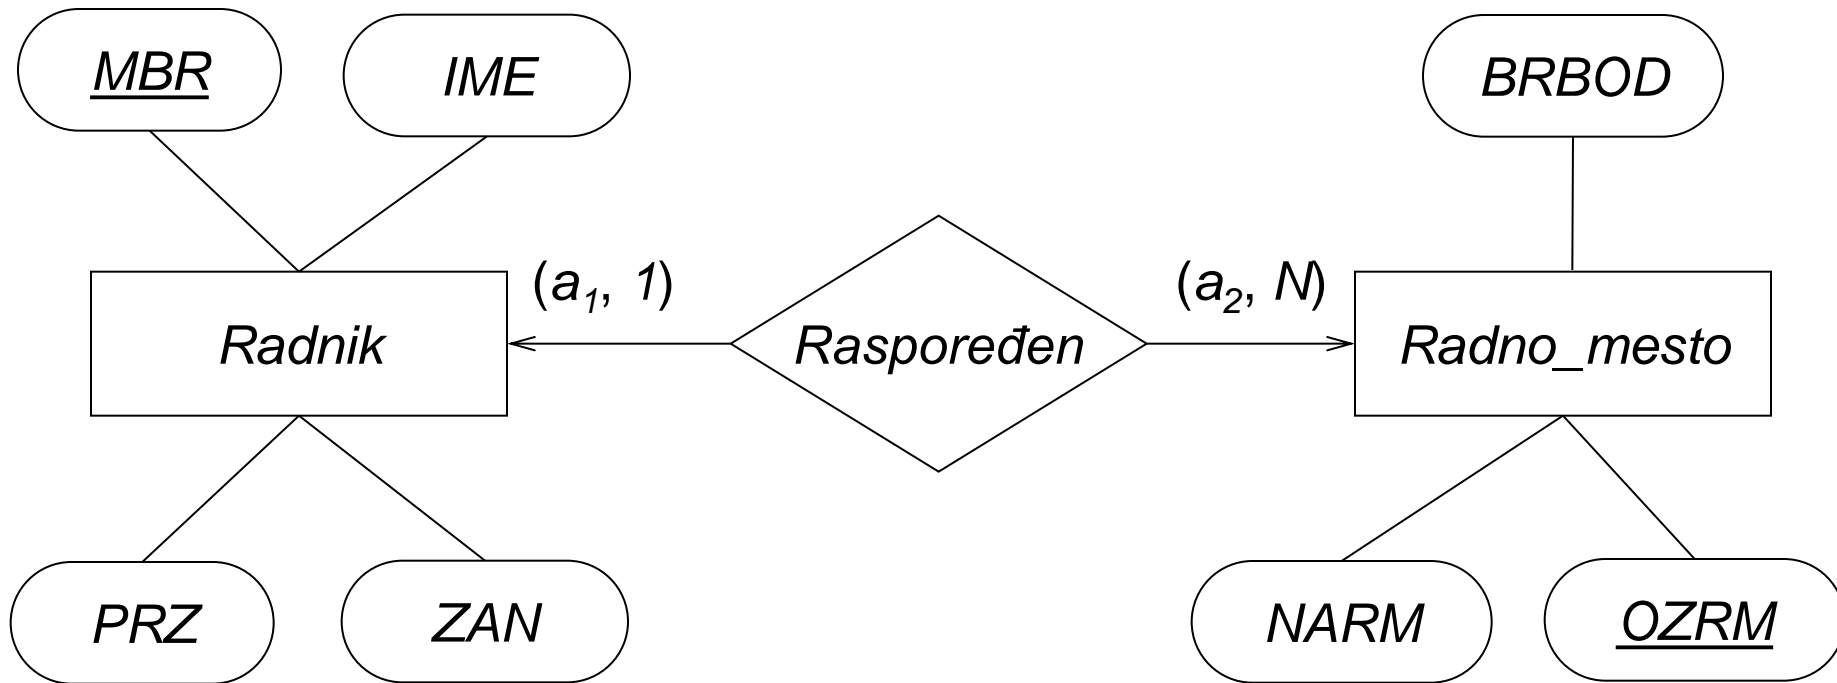 MBR
IME
BRBOD
(a₁, 1)
(a₂, N)
Radnik
Raspoređen
Radno_mesto
PRZ
ZAN
NARM
OZRM